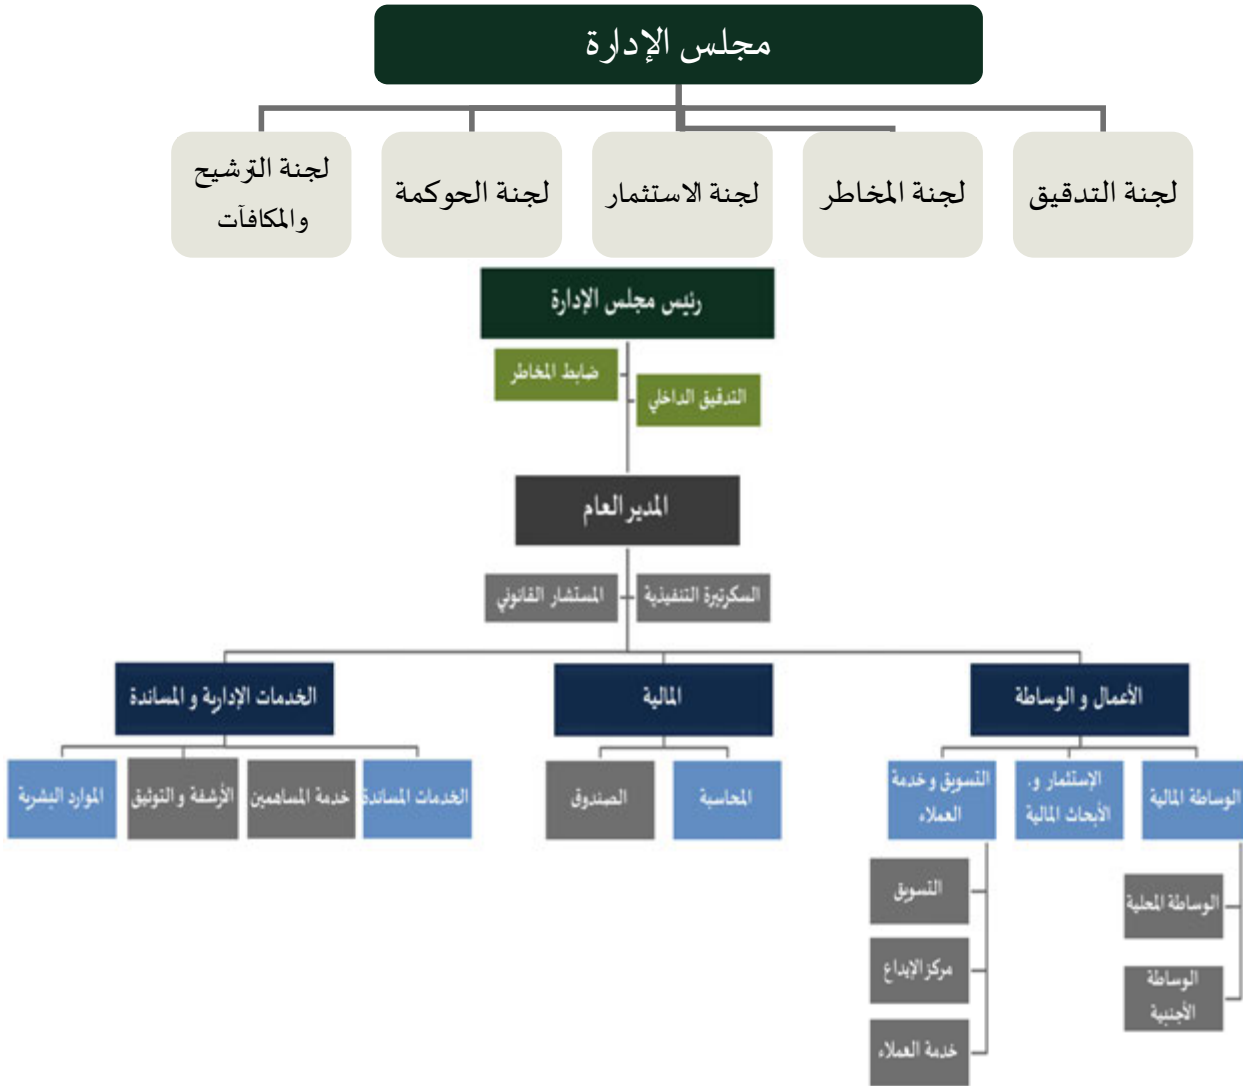 مجلس الإدارة
لجنة التدقيق
لجنة المخاطر
لجنة الاستثمار
لجنة الحوكمة
لجنة الترشيح
والمكافآت
رئيس مجلس الإدارة
ضابط المخاطر
التدقيق الداخلي
المدير العام
السكرتيرة التنفيذية
المستشار القانوني
الأعمال و الوساطة
المالية
الخدمات الإدارية و المساندة
الوساطة المالية
الإستثمار و.
الأبحاث المالية
التسويق وخدمة
العملاء
المحاسبة
الصندوق
الخدمات المساندة
خدمة المساهمين
الأرشفة و التوثيق
الموارد البشرية
الوساطة المحلية
الوساطة
الأجنبية
التسويق
مركز الإيداع
خدمة العملاء